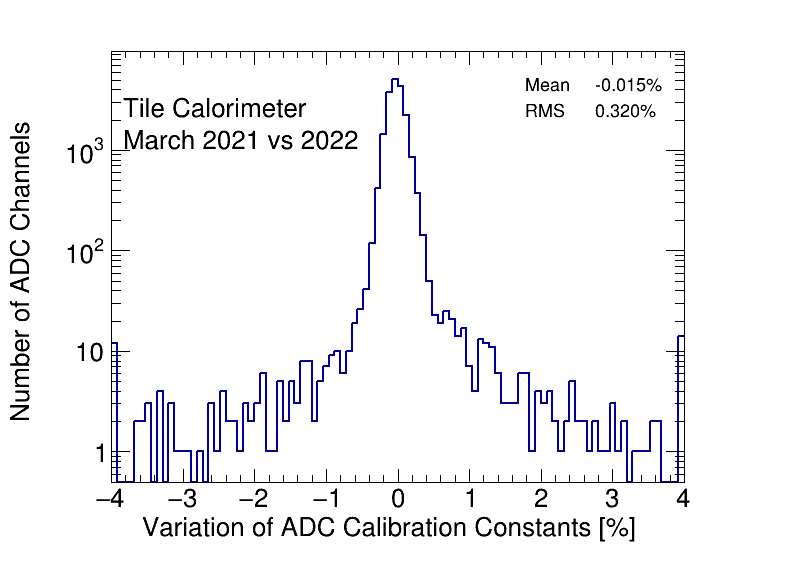 Tile Calorimeter
March 2021 vs 2022
Mean -0.015%
RMS 0.320%
Number of ADC Channels
10³
10²
10
1
−4 −3 −2 −1 0 1 2 3 4
Variation of ADC Calibration Constants [%]